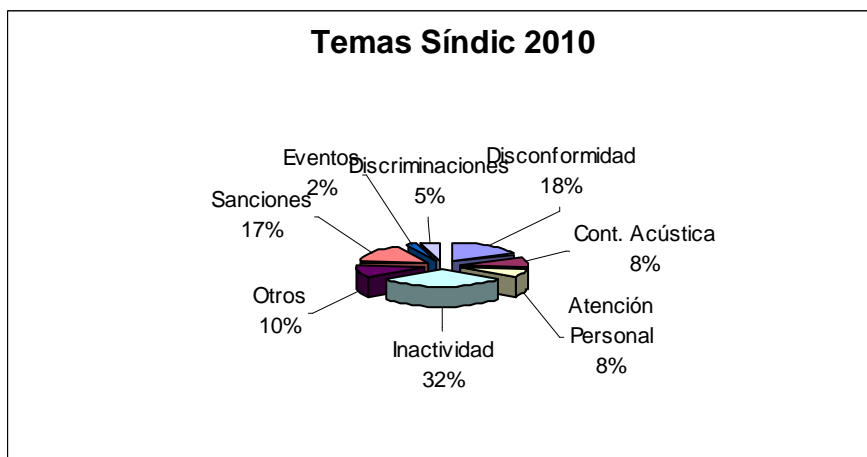 Temas Síndic 2010
Disconformidad
18%
Cont. Acústica
8%
Atención
Personal
8%
Inactividad
32%
Otros
10%
Sanciones
17%
Eventos
2%
Discriminaciones
5%